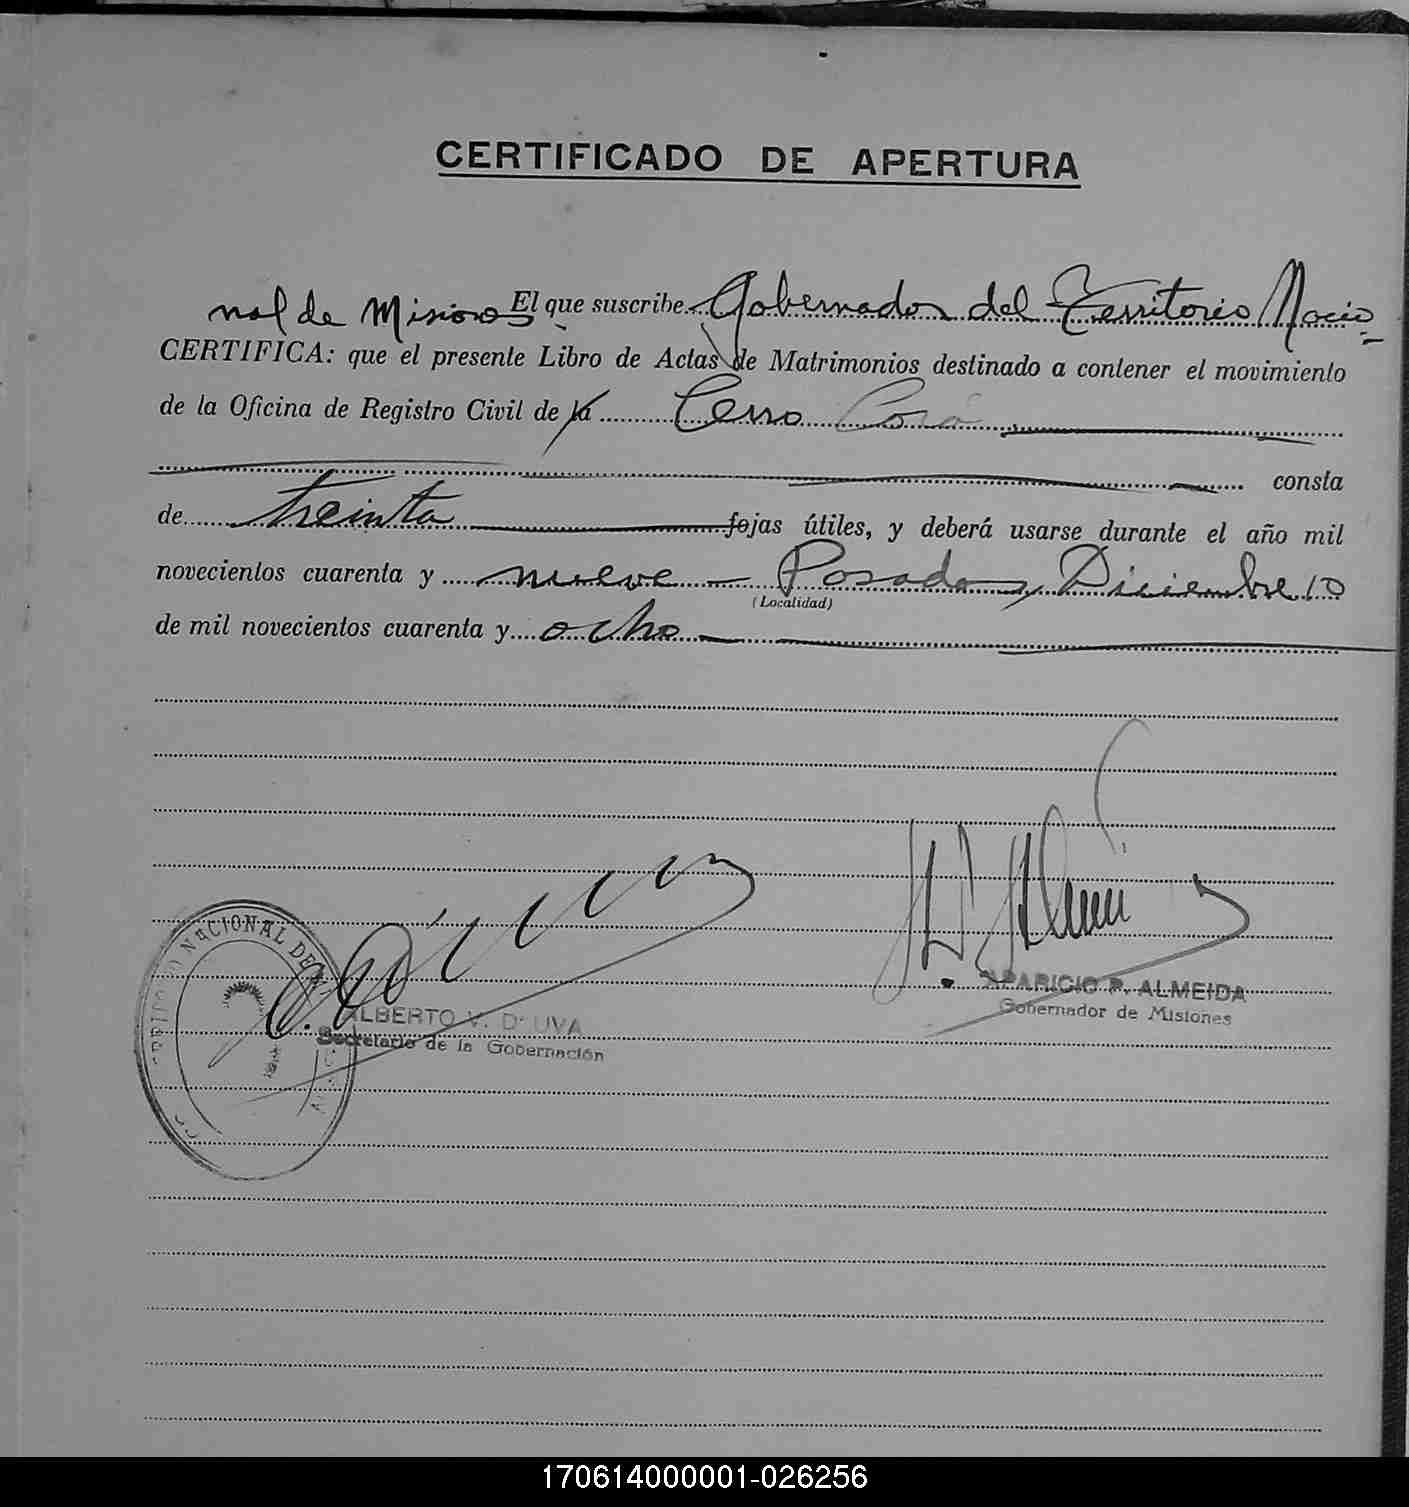 CERTIFICADO DE APERTURA
El que suscribe Gobernador del Territorio Nacio-
nal de Misiones
CERTIFICA: que el presente Libro de Actas de Matrimonios destinado a contener el movimiento
de la Oficina de Registro Civil de la Cerro Corá
consta
de treinta fojas útiles, y deberá usarse durante el año mil
novecientos cuarenta y nueve Posadas, Diciembre 10
(Localidad)
de mil novecientos cuarenta y ocho
NACIONAL DE
ALBERTO V. D'UVA
Secretario de la Gobernación
APARICIO P. ALMEIDA
Gobernador de Misiones
170614000001-026256